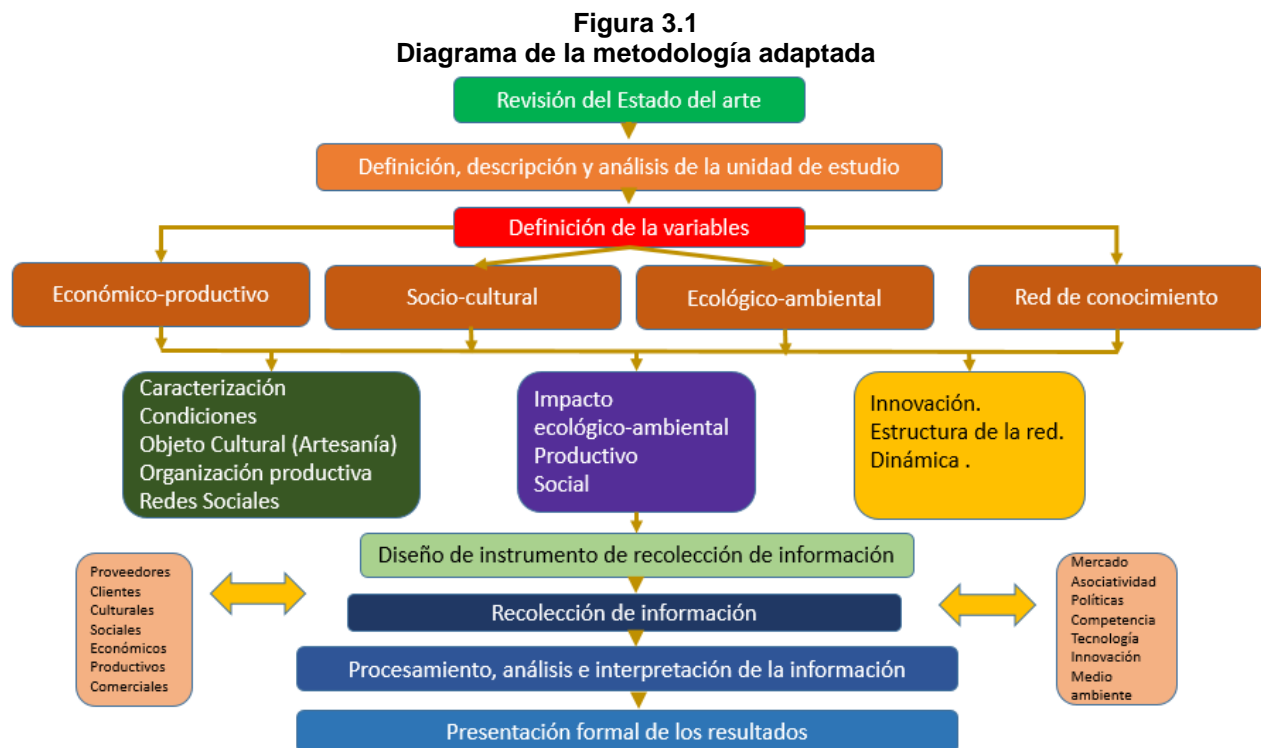 Figura 3.1
Diagrama de la metodología adaptada
Revisión del Estado del arte
Definición, descripción y análisis de la unidad de estudio
Definición de la variables
Económico-productivo
Socio-cultural
Ecológico-ambiental
Red de conocimiento
Caracterización
Condiciones
Objeto Cultural (Artesanía)
Organización productiva
Redes Sociales
Impacto
ecológico-ambiental
Productivo
Social
Innovación.
Estructura de la red.
Dinámica .
Diseño de instrumento de recolección de información
Proveedores
Clientes
Culturales
Sociales
Económicos
Productivos
Comerciales
Recolección de información
Mercado
Asociatividad
Políticas
Competencia
Tecnología
Innovación
Medio
ambiente
Procesamiento, análisis e interpretación de la información
Presentación formal de los resultados